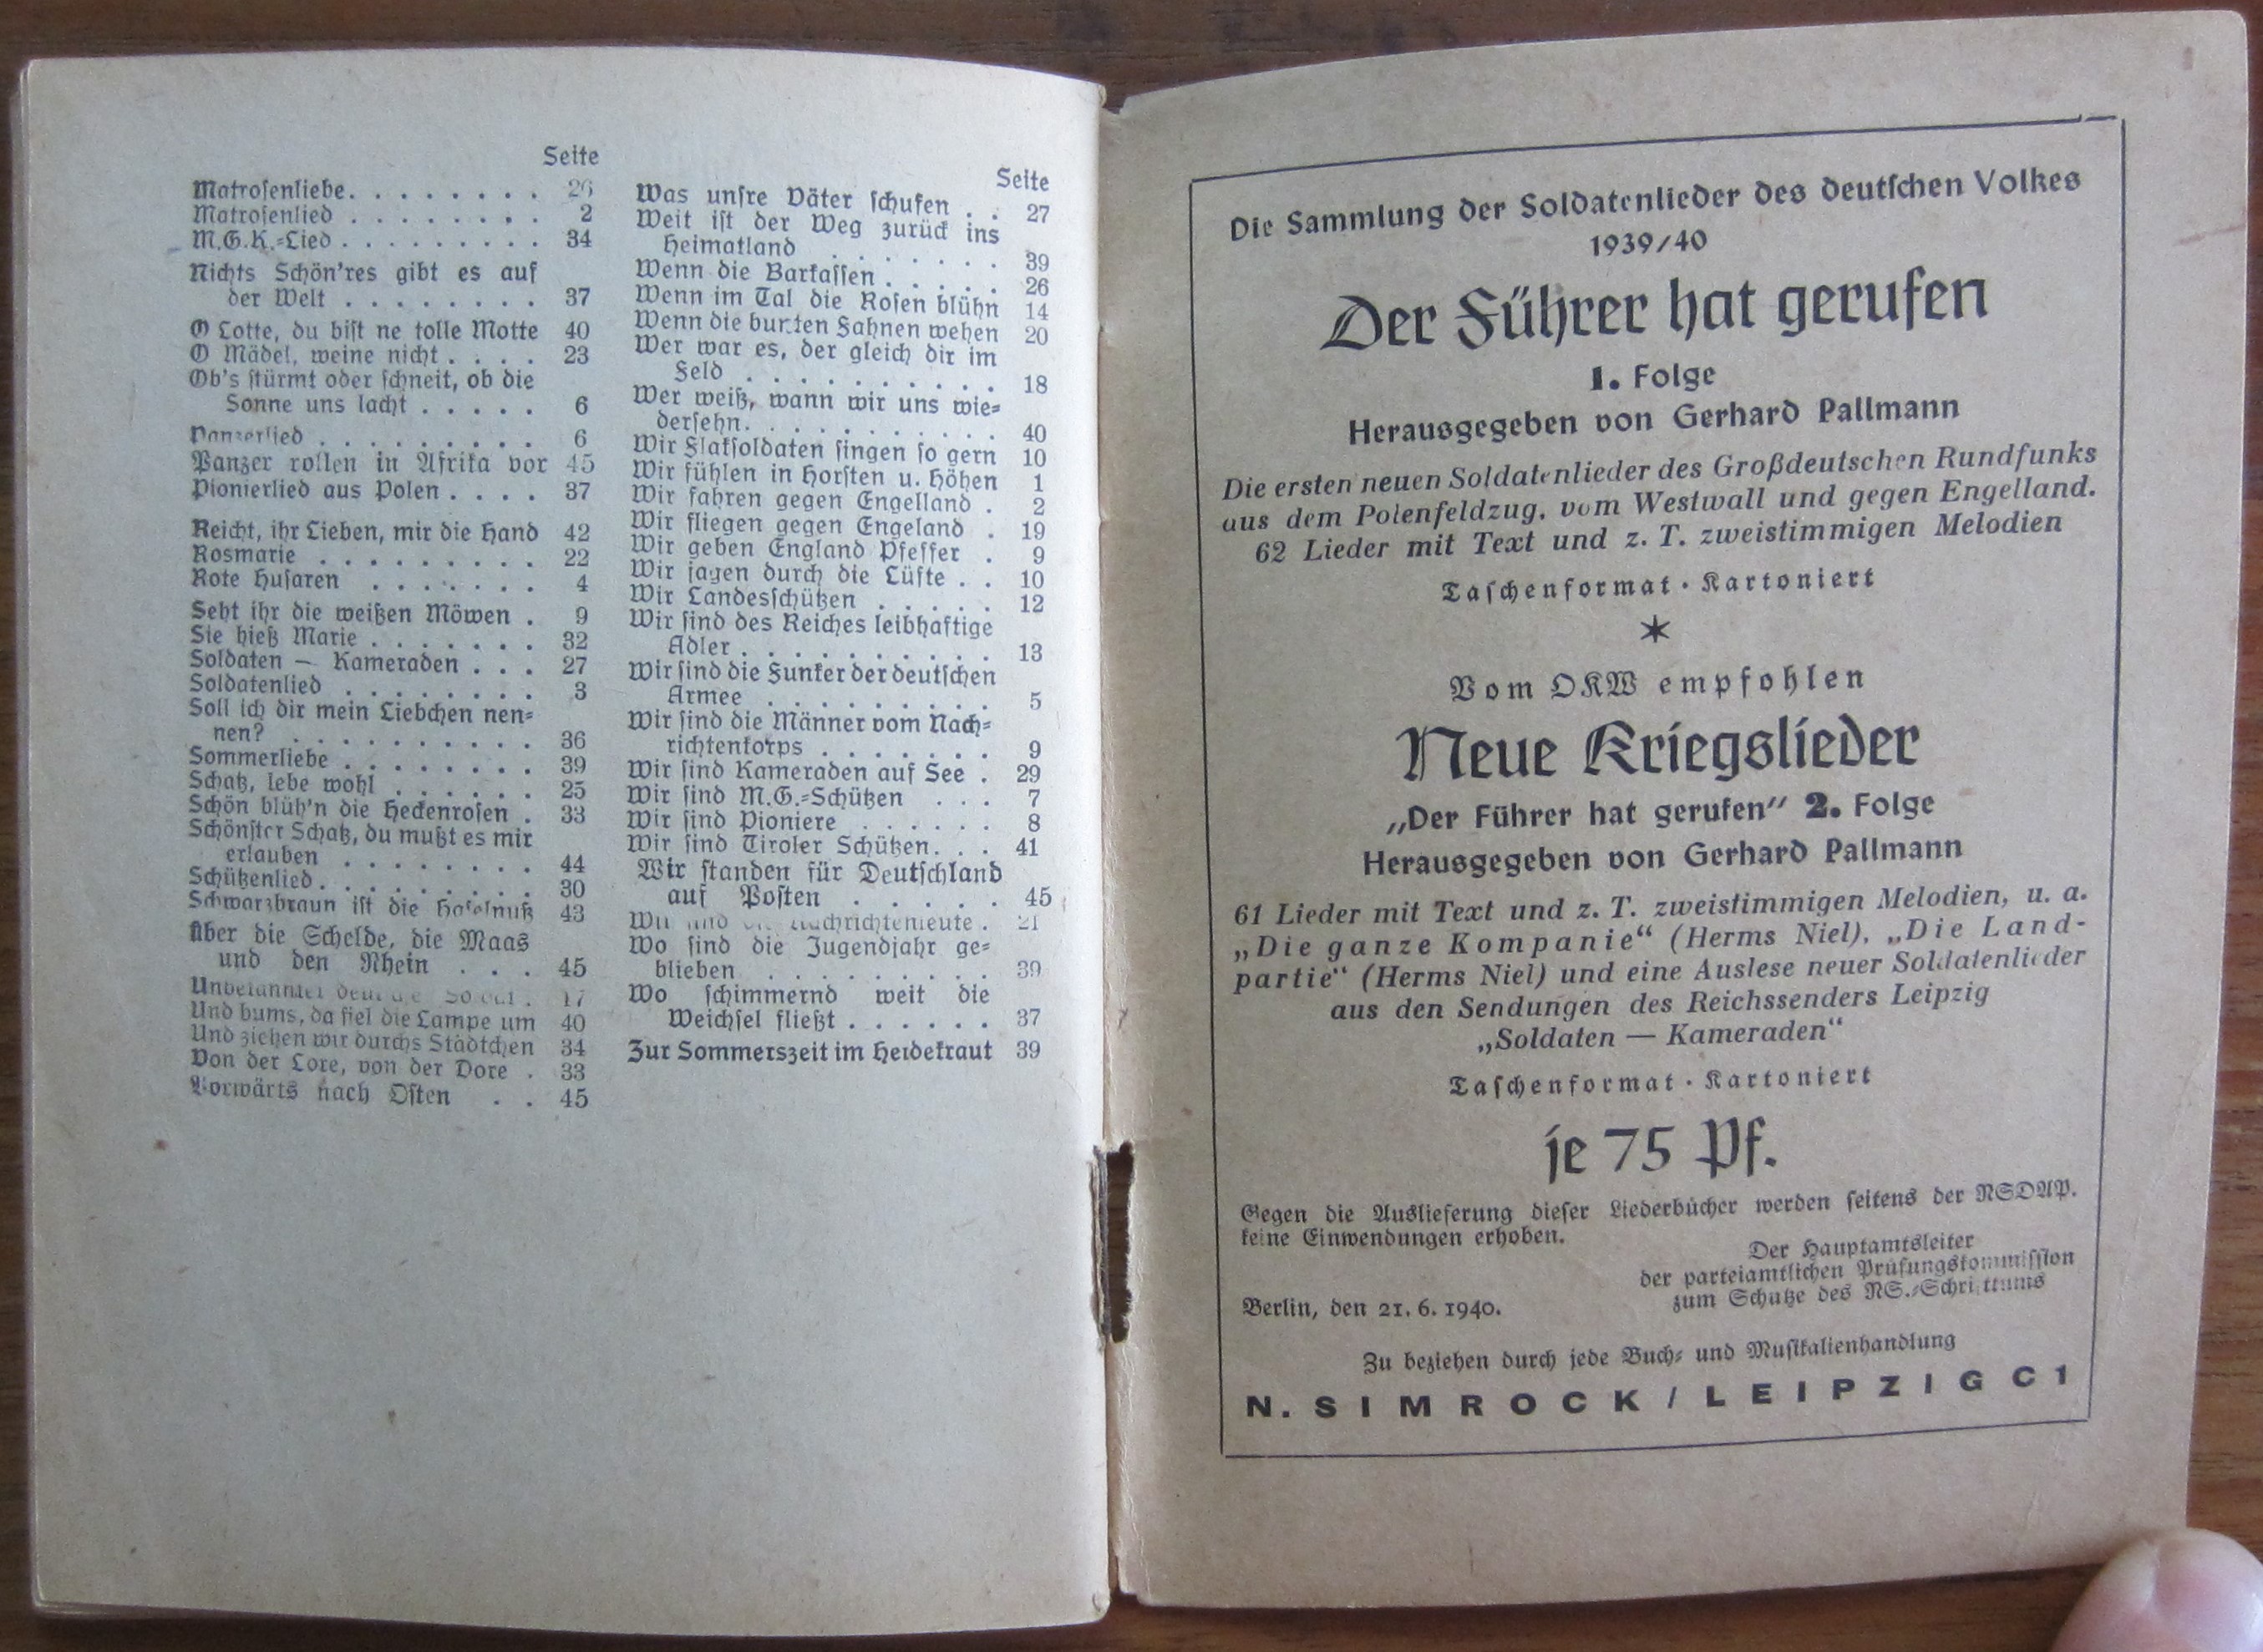 Seite
Matrosenliebe. . . . . . . . 26
Matrosenlied . . . . . . . . 2
M.G.K.-Lied . . . . . . . . . 34
Nichts Schön'res gibt es auf
der Welt . . . . . . . . 37
O Lotte, du bist ne tolle Motte 40
O Mädel, weine nicht . . . . 23
Ob's stürmt oder schneit, ob die
Sonne uns lacht . . . . . 6
Panzerlied . . . . . . . . . 6
Panzer rollen in Afrika vor 45
Pionierlied aus Polen . . . . 37
Reicht, ihr Lieben, mir die Hand 42
Rosmarie . . . . . . . . . 22
Rote Husaren . . . . . . . 4
Seht ihr die weißen Möwen . 9
Sie hieß Marie . . . . . . . 32
Soldaten — Kameraden . . . 27
Soldatenlied . . . . . . . . 3
Soll ich dir mein Liebchen nen-
nen? . . . . . . . . . . 36
Sommerliebe . . . . . . . . 39
Schatz, lebe wohl . . . . . . 25
Schön blüh'n die Heckenrosen . 33
Schönster Schatz, du mußt es mir
erlauben . . . . . . . . 44
Schützenlied . . . . . . . . . 30
Schwarzbraun ist die Haselnuß 43
Über die Schelde, die Maas
und den Rhein . . . 45
Unbekannter 17
Und bums, da fiel die Lampe um 40
Und ziehen wir durchs Städtchen 34
Von der Lore, von der Dore . 33
Vorwärts nach Osten . . 45
Seite
Was unsre Väter schufen . . 27
Weit ist der Weg zurück ins
Heimatland . . . . . . . 39
Wenn die Barkassen . . . . . 26
Wenn im Tal die Rosen blühn 14
Wenn die bunten Fahnen wehen 20
Wer war es, der gleich dir im
Feld . . . . . . . . . . 18
Wer weiß, wann wir uns wie-
dersehn. . . . . . . . . . 40
Wir Flaksoldaten singen so gern 10
Wir fühlen in Horsten u. Höhen 1
Wir fahren gegen Engelland . 2
Wir fliegen gegen Engeland . 19
Wir geben England Pfeffer . 9
Wir jagen durch die Lüfte . . 10
Wir Landesschützen . . . . . 12
Wir sind des Reiches leibhaftige
Adler . . . . . . . . . . 13
Wir sind die Funker der deutschen
Armee . . . . . . . . . 5
Wir sind die Männer vom Nach-
richtenkorps . . . . . . . 9
Wir sind Kameraden auf See . 29
Wir sind M.G.-Schützen . . . 7
Wir sind Pioniere . . . . . . 8
Wir sind Tiroler Schützen. . . 41
Wir standen für Deutschland
auf Posten . . . . . 45
Wir sind Nachrichtenleute . 21
Wo sind die Jugendjahr ge-
blieben . . . . . . . . . 39
Wo schimmernd weit die
Weichsel fließt . . . . . . 37
Zur Sommerszeit im Heidekraut 39
Die Sammlung der Soldatenlieder des deutschen Volkes
1939/40
Der Führer hat gerufen
1. Folge
Herausgegeben von Gerhard Pallmann
Die ersten neuen Soldatenlieder des Großdeutschen Rundfunks
aus dem Polenfeldzug, vom Westwall und gegen Engelland.
62 Lieder mit Text und z. T. zweistimmigen Melodien
Taschenformat · Kartoniert
*
Vom OKW empfohlen
Neue Kriegslieder
„Der Führer hat gerufen" 2. Folge
Herausgegeben von Gerhard Pallmann
61 Lieder mit Text und z. T. zweistimmigen Melodien, u. a.
„Die ganze Kompanie" (Herms Niel), „Die Land-
partie" (Herms Niel) und eine Auslese neuer Soldatenlieder
aus den Sendungen des Reichssenders Leipzig
„Soldaten — Kameraden"
Taschenformat · Kartoniert
je 75 Pf.
Gegen die Auslieferung dieser Liederbücher werden seitens der NSDAP.
keine Einwendungen erhoben.
Der Hauptamtsleiter
der parteiamtlichen Prüfungskommission
zum Schutze des NS.-Schrifttums
Berlin, den 21. 6. 1940.
Zu beziehen durch jede Buch- und Musikalienhandlung
N. SIMROCK / LEIPZIG C 1